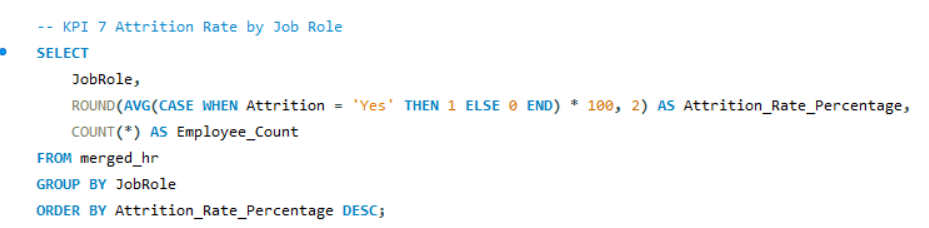 -- KPI 7 Attrition Rate by Job Role
SELECT
JobRole,
ROUND(AVG(CASE WHEN Attrition = 'Yes' THEN 1 ELSE 0 END) * 100, 2) AS Attrition_Rate_Percentage,
COUNT(*) AS Employee_Count
FROM merged_hr
GROUP BY JobRole
ORDER BY Attrition_Rate_Percentage DESC;